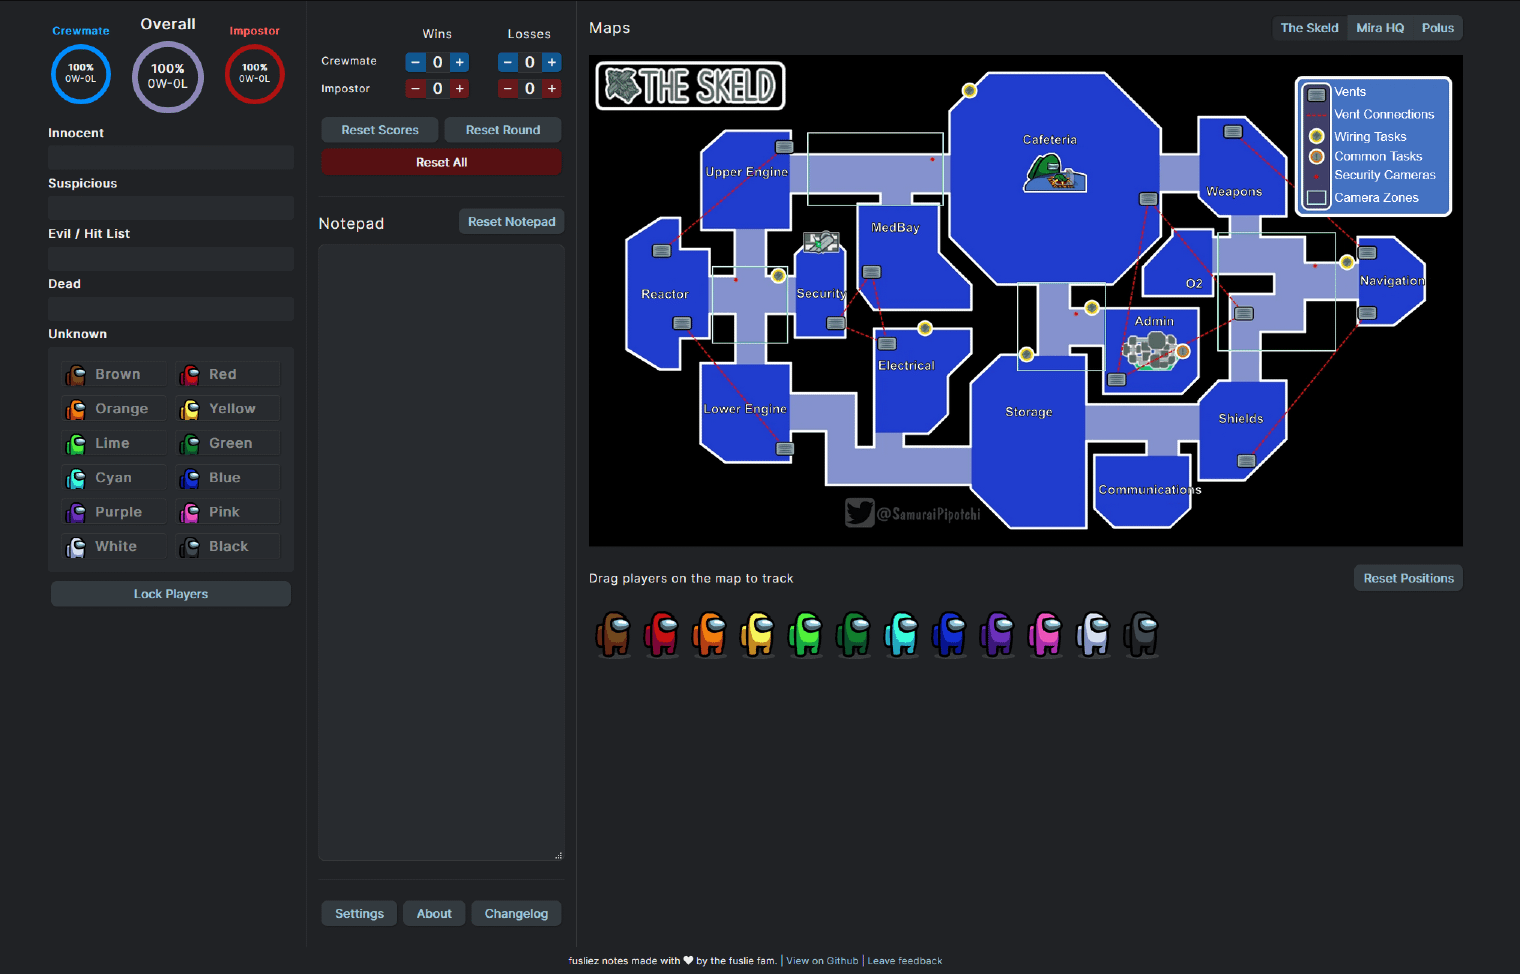 Crewmate
Overall
Impostor
100%
0W-0L
100%
0W-0L
100%
0W-0L
Innocent
Suspicious
Evil / Hit List
Dead
Unknown
Brown
Red
Orange
Yellow
Lime
Green
Cyan
Blue
Purple
Pink
White
Black
Lock Players
Wins
Losses
Crewmate
− 0 +
− 0 +
Impostor
− 0 +
− 0 +
Reset Scores
Reset Round
Reset All
Notepad
Reset Notepad
Settings
About
Changelog
Maps
The Skeld
Mira HQ
Polus
THE SKELD
Vents
Vent Connections
Wiring Tasks
Common Tasks
Security Cameras
Camera Zones
Cafeteria
Upper Engine
Weapons
MedBay
O2
Navigation
Reactor
Security
Admin
Electrical
Lower Engine
Storage
Shields
Communications
@SamuraiPipotchi
Drag players on the map to track
Reset Positions
fusliez notes made with ❤ by the fuslie fam. | View on Github | Leave feedback